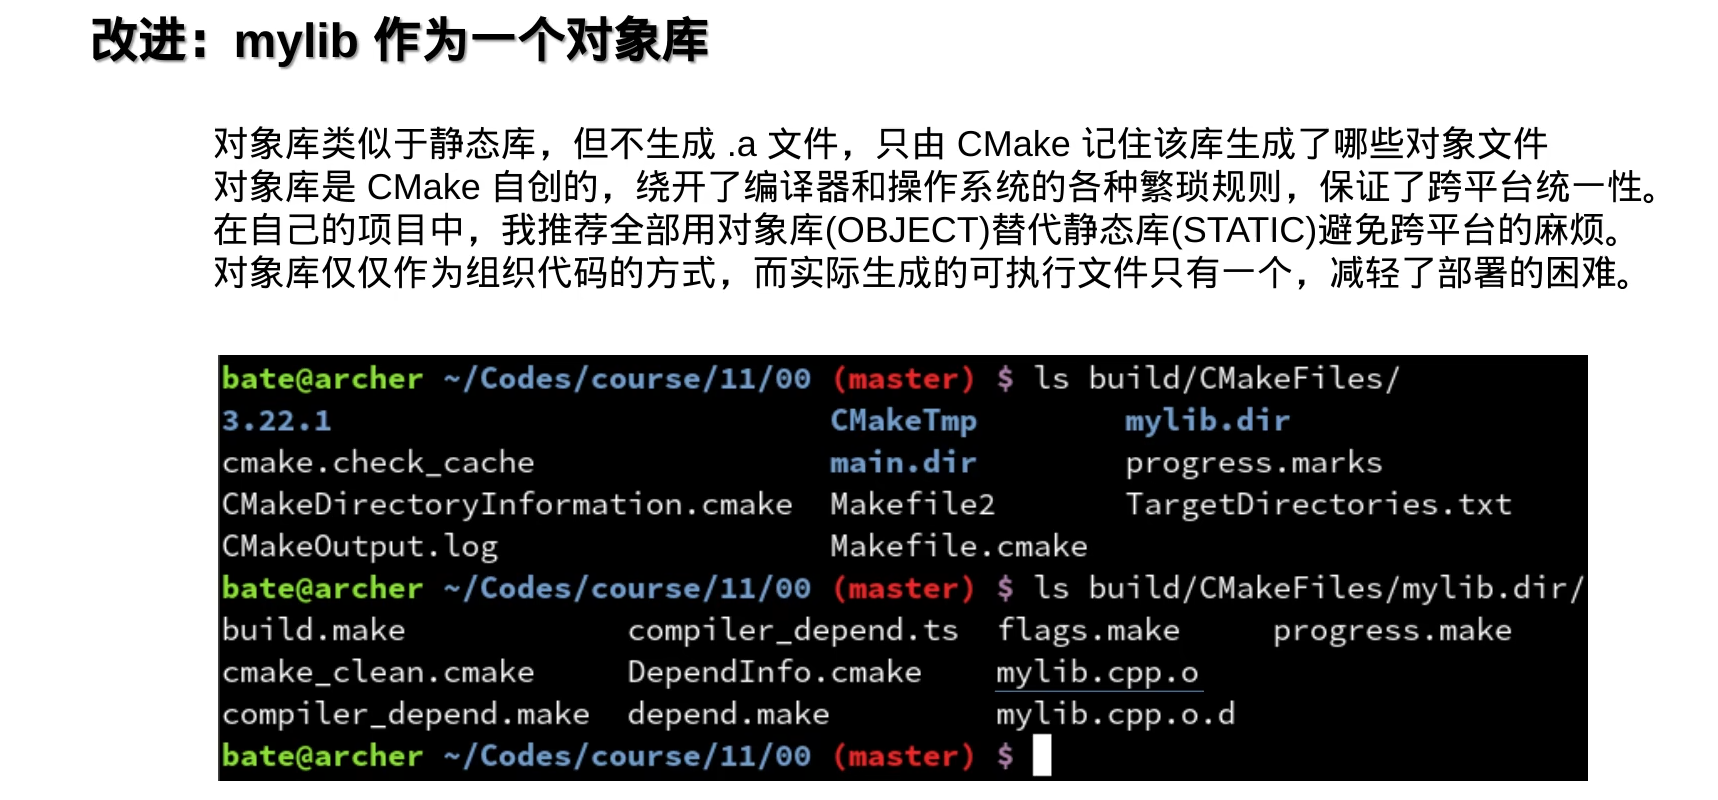 改进：mylib 作为一个对象库
对象库类似于静态库，但不生成 .a 文件，只由 CMake 记住该库生成了哪些对象文件
对象库是 CMake 自创的，绕开了编译器和操作系统的各种繁琐规则，保证了跨平台统一性。
在自己的项目中，我推荐全部用对象库(OBJECT)替代静态库(STATIC)避免跨平台的麻烦。
对象库仅仅作为组织代码的方式，而实际生成的可执行文件只有一个，减轻了部署的困难。
bate@archer ~/Codes/course/11/00 (master) $ ls build/CMakeFiles/
3.22.1 CMakeTmp mylib.dir
cmake.check_cache main.dir progress.marks
CMakeDirectoryInformation.cmake Makefile2 TargetDirectories.txt
CMakeOutput.log Makefile.cmake
bate@archer ~/Codes/course/11/00 (master) $ ls build/CMakeFiles/mylib.dir/
build.make compiler_depend.ts flags.make progress.make
cmake_clean.cmake DependInfo.cmake mylib.cpp.o
compiler_depend.make depend.make mylib.cpp.o.d
bate@archer ~/Codes/course/11/00 (master) $